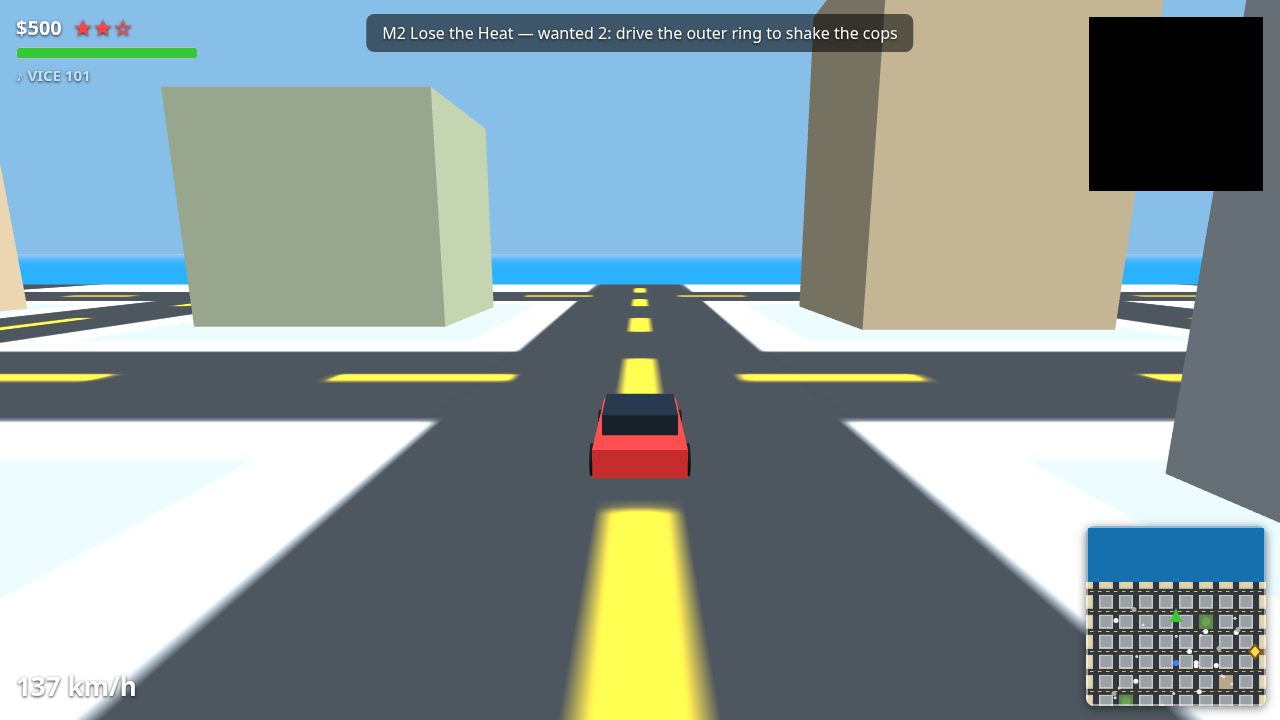 $500 ★★☆
M2 Lose the Heat — wanted 2: drive the outer ring to shake the cops
♪ VICE 101
137 km/h